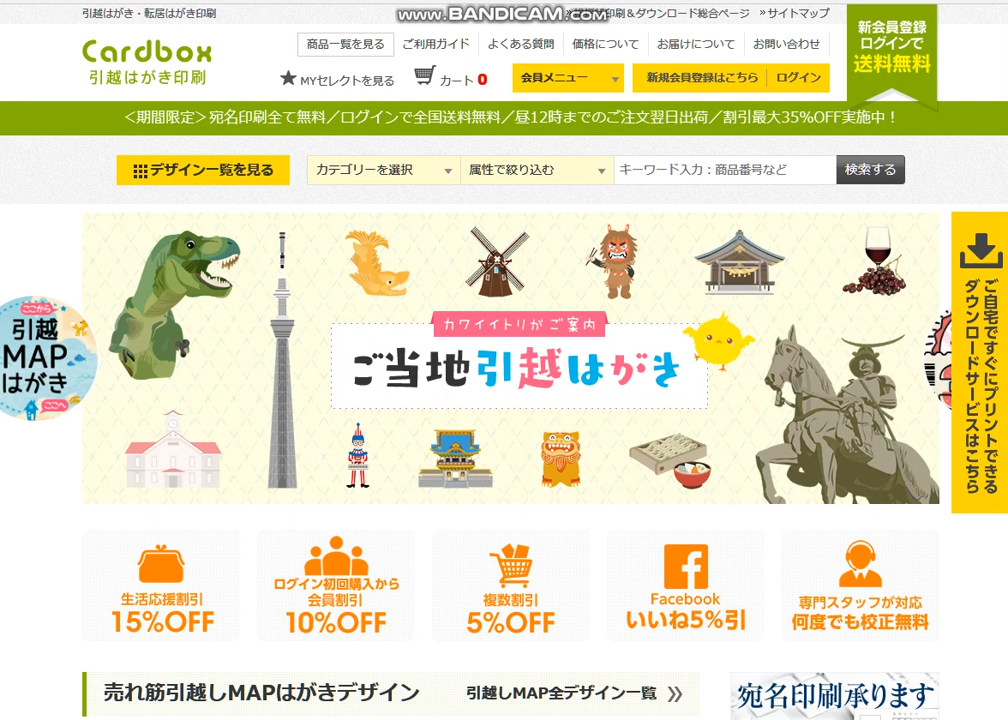 引越はがき・転居はがき印刷
www.BANDICAM.com
印刷&ダウンロード総合ページ
»サイトマップ
Cardbox
引越はがき印刷
商品一覧を見る
ご利用ガイド
よくある質問
価格について
お届けについて
お問い合わせ
新会員登録
ログインで
送料無料
★MYセレクトを見る
カート0
会員メニュー
新規会員登録はこちら
ログイン
＜期間限定＞宛名印刷全て無料／ログインで全国送料無料／昼12時までのご注文翌日出荷／割引最大35%OFF実施中！
デザイン一覧を見る
カテゴリーを選択
属性で絞り込む
キーワード入力：商品番号など
検索する
ここから
引越
MAP
はがき
ここへ
カワイイトリが ご案内
ご当地引越はがき
ご自宅ですぐにプリントできる
ダウンロードサービスはこちら
生活応援割引
15%OFF
ログイン初回購入から
会員割引
10%OFF
複数割引
5%OFF
Facebook
いいね5%引
専門スタッフが対応
何度でも校正無料
売れ筋引越しMAPはがきデザイン
引越しMAP全デザイン一覧
宛名印刷承ります